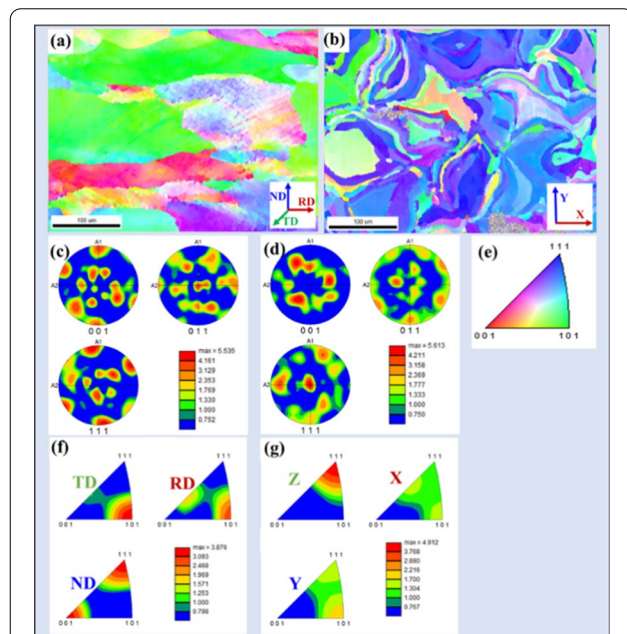 (a)
ND
RD
TD
100 um
(b)
Y
X
100 um
(c)
A1
A2
0 0 1
A1
A2
0 1 1
A1
A2
1 1 1
max = 5.535
4.161
3.129
2.353
1.769
1.330
1.000
0.752
(d)
A1
A2
0 0 1
A1
A2
0 1 1
A1
A2
1 1 1
max = 5.613
4.211
3.158
2.369
1.777
1.333
1.000
0.750
(e)
1 1 1
0 0 1
1 0 1
(f)
1 1 1
TD
0 0 1
1 0 1
1 1 1
RD
0 0 1
1 0 1
1 1 1
ND
0 0 1
1 0 1
max = 3.876
3.093
2.468
1.969
1.571
1.253
1.000
0.798
(g)
1 1 1
Z
0 0 1
1 0 1
1 1 1
X
0 0 1
1 0 1
1 1 1
Y
0 0 1
1 0 1
max = 4.912
3.768
2.890
2.216
1.700
1.304
1.000
0.767